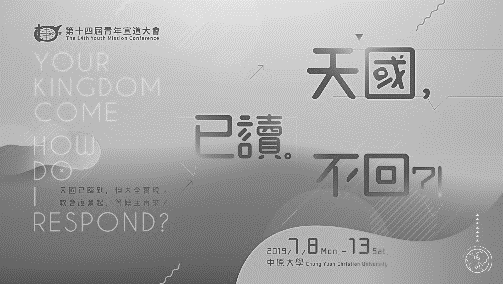 第十四屆青年宣道大會
The 14th Youth Mission Conference
YOUR
KINGDOM
COME
HOW
DO
I
RESPOND?
天國,
已讀。
不回?!
2019/7/8 Mon. - 13 Sat.
中原大學 Chung Yuan Christian University